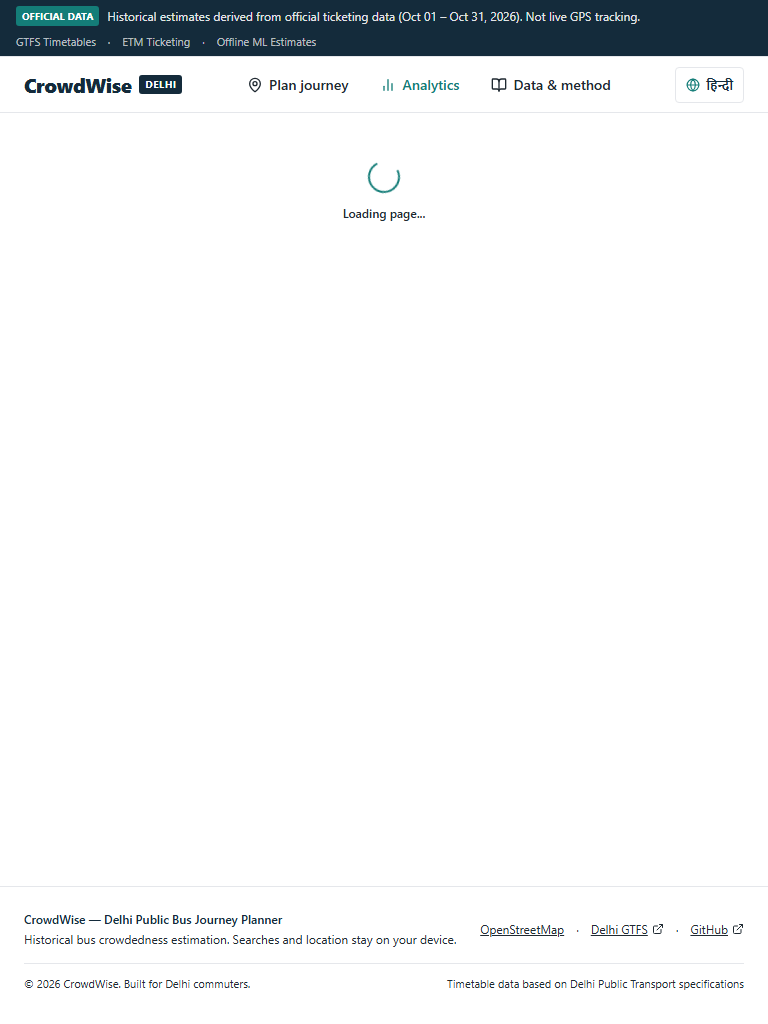 OFFICIAL DATA Historical estimates derived from official ticketing data (Oct 01 – Oct 31, 2026). Not live GPS tracking.
GTFS Timetables · ETM Ticketing · Offline ML Estimates
CrowdWise DELHI Plan journey Analytics Data & method हिन्दी
Loading page...
CrowdWise — Delhi Public Bus Journey Planner
Historical bus crowdedness estimation. Searches and location stay on your device.
OpenStreetMap · Delhi GTFS · GitHub
© 2026 CrowdWise. Built for Delhi commuters.
Timetable data based on Delhi Public Transport specifications